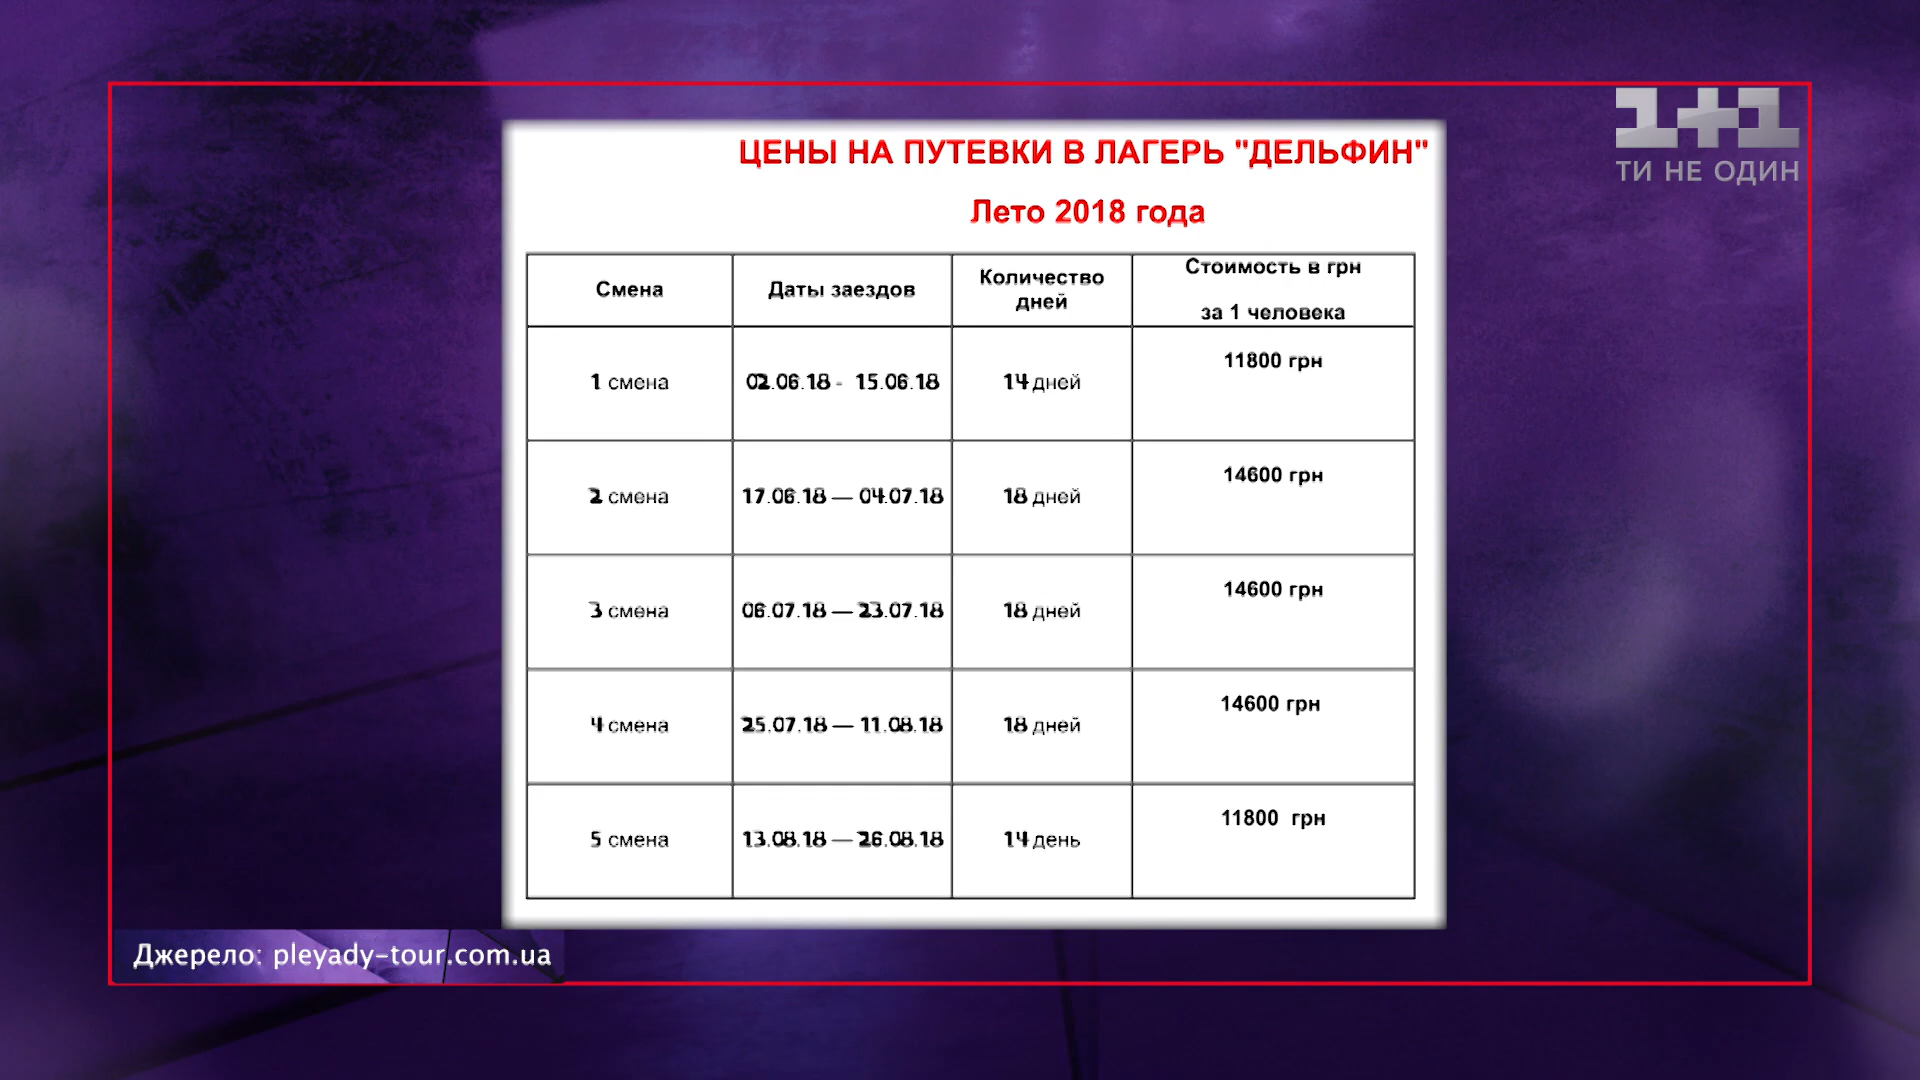 1+1
ТИ НЕ ОДИН
ЦЕНЫ НА ПУТЕВКИ В ЛАГЕРЬ "ДЕЛЬФИН"
Лето 2018 года
Смена Даты заездов Количество дней Стоимость в грн за 1 человека
1 смена 02.06.18 - 15.06.18 14 дней 11800 грн
2 смена 17.06.18 — 04.07.18 18 дней 14600 грн
3 смена 06.07.18 — 23.07.18 18 дней 14600 грн
4 смена 25.07.18 — 11.08.18 18 дней 14600 грн
5 смена 13.08.18 — 26.08.18 14 день 11800 грн
Джерело: pleyady-tour.com.ua